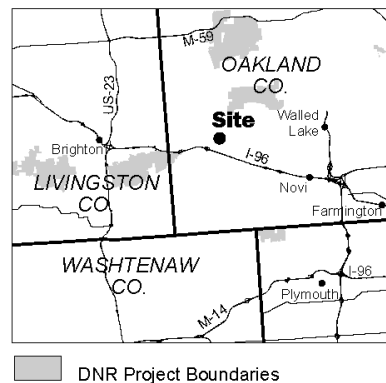 M-59
US-23
OAKLAND
CO.
Walled
Lake
Site
Brighton
I-96
Novi
LIVINGSTON
CO.
Farmington
WASHTENAW
CO.
I-96
Plymouth
M-14
DNR Project Boundaries